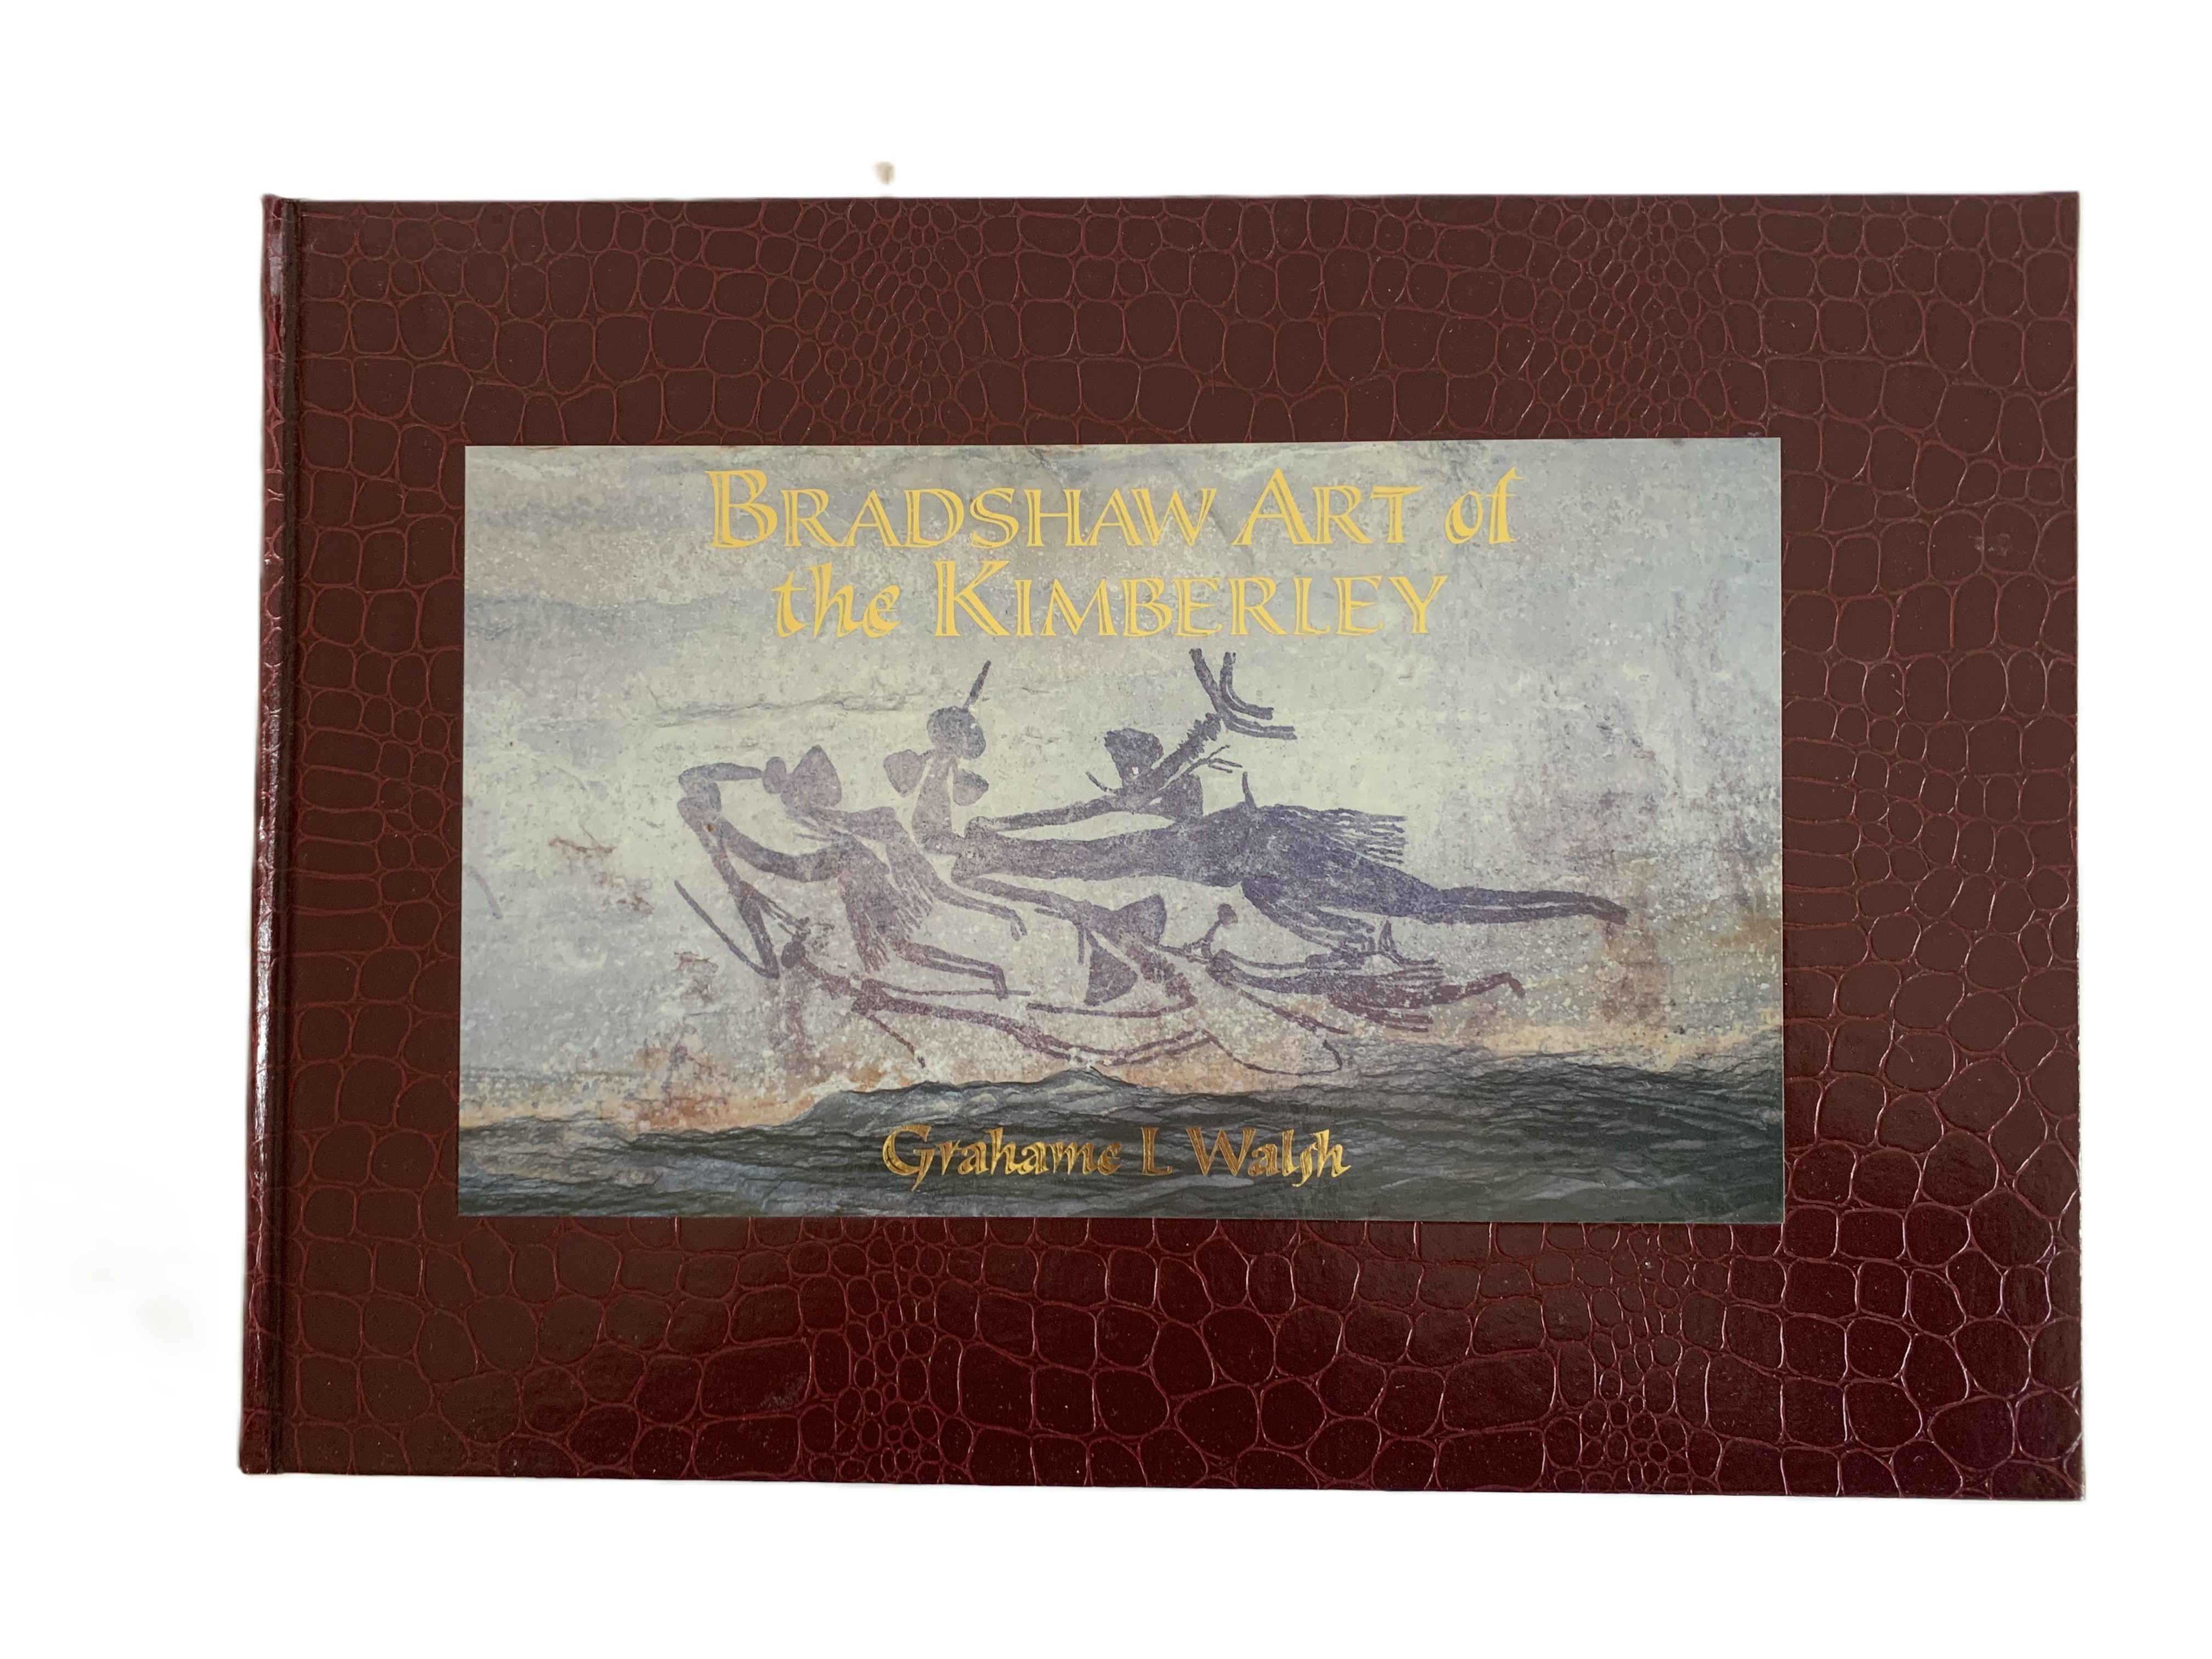 BRADSHAW ART of
the KIMBERLEY
Grahame L Walsh